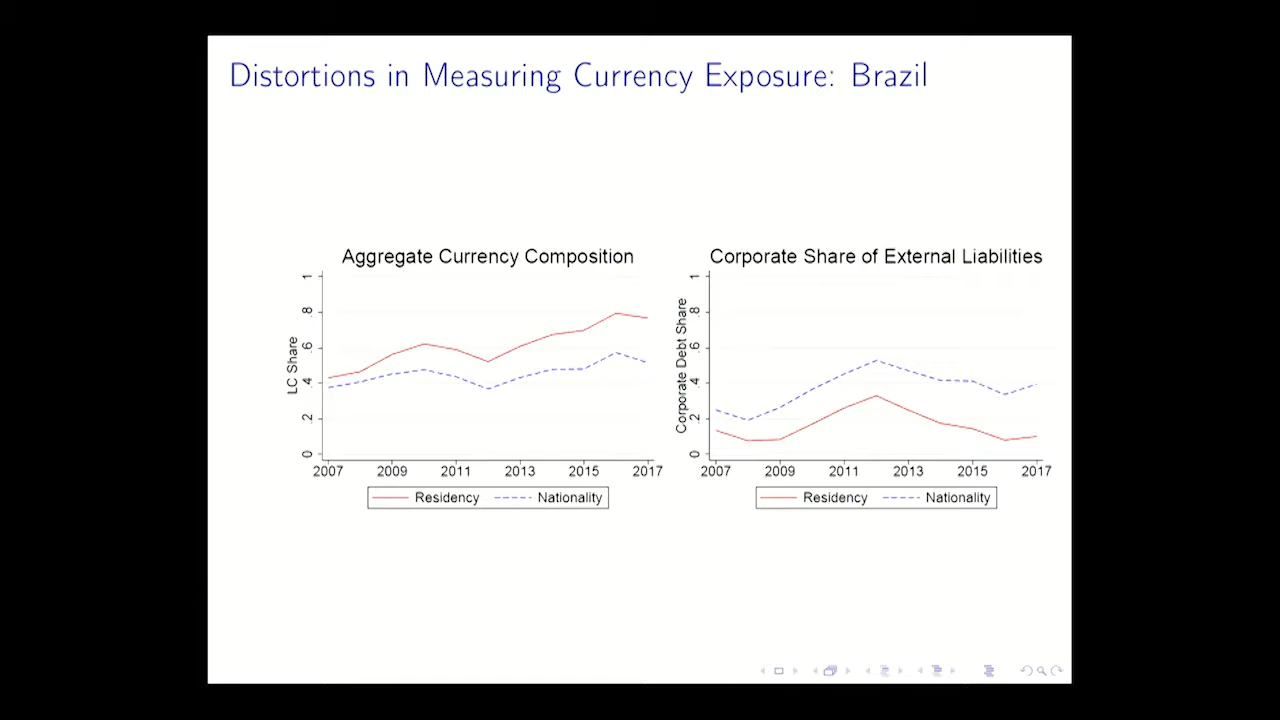 Distortions in Measuring Currency Exposure: Brazil
Aggregate Currency Composition
LC Share
0 .2 .4 .6 .8 1
2007 2009 2011 2013 2015 2017
Residency Nationality
Corporate Share of External Liabilities
Corporate Debt Share
0 .2 .4 .6 .8 1
2007 2009 2011 2013 2015 2017
Residency Nationality